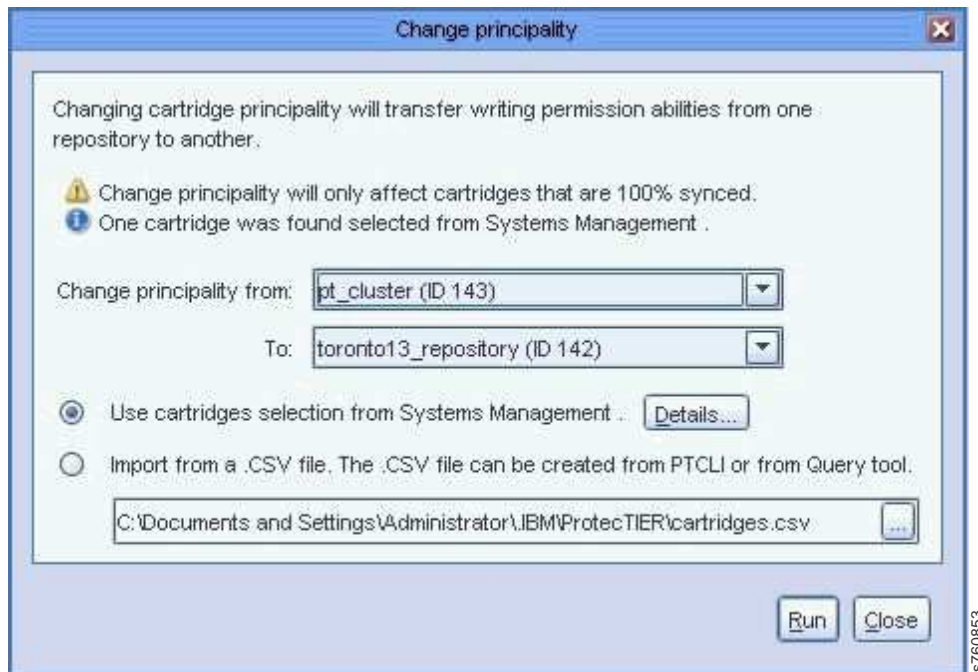 Change principality
Changing cartridge principality will transfer writing permission abilities from one
repository to another.
Change principality will only affect cartridges that are 100% synced.
One cartridge was found selected from Systems Management .
Change principality from: pt_cluster (ID 143)
To: toronto13_repository (ID 142)
Use cartridges selection from Systems Management . Details...
Import from a .CSV file. The .CSV file can be created from PTCLI or from Query tool.
C:\Documents and Settings\Administrator\.IBM\ProtecTIER\cartridges.csv ...
Run Close
s760853